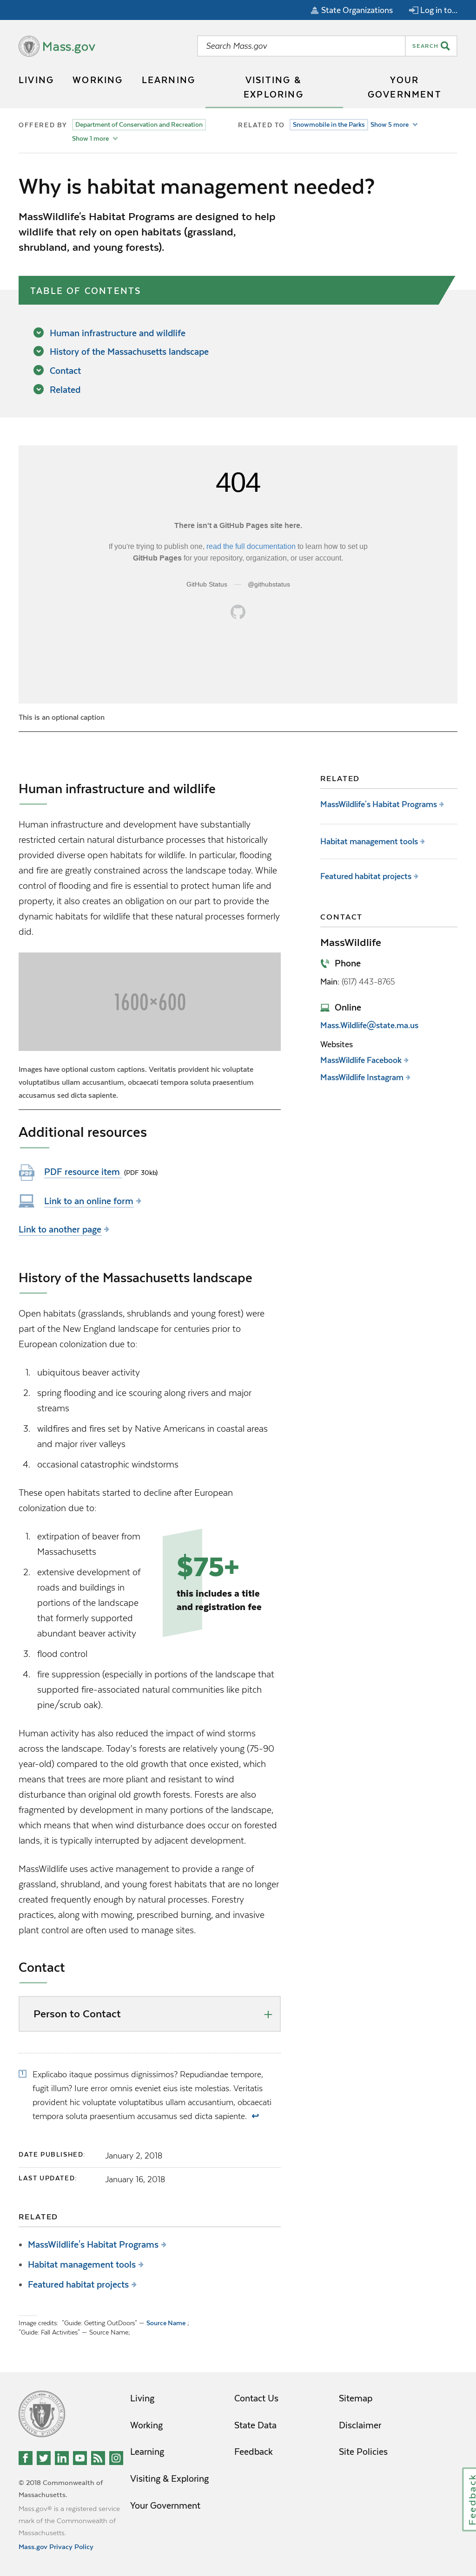 State Organizations
Log in to...
Mass.gov
Search Mass.gov
SEARCH
LIVING
WORKING
LEARNING
VISITING &
EXPLORING
YOUR
GOVERNMENT
OFFERED BY
Department of Conservation and Recreation
Show 1 more
RELATED TO
Snowmobile in the Parks
Show 5 more
Why is habitat management needed?
MassWildlife's Habitat Programs are designed to help
wildlife that rely on open habitats (grassland,
shrubland, and young forests).
TABLE OF CONTENTS
Human infrastructure and wildlife
History of the Massachusetts landscape
Contact
Related
404
There isn't a GitHub Pages site here.
If you're trying to publish one, read the full documentation to learn how to set up
GitHub Pages for your repository, organization, or user account.
GitHub Status — @githubstatus
This is an optional caption
Human infrastructure and wildlife
Human infrastructure and development have substantially
restricted certain natural disturbance processes that historically
provided diverse open habitats for wildlife. In particular, flooding
and fire are greatly constrained across the landscape today. While
control of flooding and fire is essential to protect human life and
property, it also creates an obligation on our part to provide the
dynamic habitats for wildlife that these natural processes formerly
did.
1600×600
Images have optional custom captions. Veritatis provident hic voluptate
voluptatibus ullam accusantium, obcaecati tempora soluta praesentium
accusamus sed dicta sapiente.
Additional resources
PDF
PDF resource item (PDF 30kb)
Link to an online form
Link to another page
History of the Massachusetts landscape
Open habitats (grasslands, shrublands and young forest) were
part of the New England landscape for centuries prior to
European colonization due to:
1. ubiquitous beaver activity
2. spring flooding and ice scouring along rivers and major
streams
3. wildfires and fires set by Native Americans in coastal areas
and major river valleys
4. occasional catastrophic windstorms
These open habitats started to decline after European
colonization due to:
1. extirpation of beaver from
Massachusetts
2. extensive development of
roads and buildings in
portions of the landscape
that formerly supported
abundant beaver activity
$75+
this includes a title
and registration fee
3. flood control
4. fire suppression (especially in portions of the landscape that
supported fire-associated natural communities like pitch
pine/scrub oak).
Human activity has also reduced the impact of wind storms
across the landscape. Today's forests are relatively young (75-90
year-old) compared to the old growth that once existed, which
means that trees are more pliant and resistant to wind
disturbance than original old growth forests. Forests are also
fragmented by development in many portions of the landscape,
which means that when wind disturbance does occur on forested
lands, it is typically interrupted by adjacent development.
MassWildlife uses active management to provide a range of
grassland, shrubland, and young forest habitats that are no longer
created frequently enough by natural processes. Forestry
practices, along with mowing, prescribed burning, and invasive
plant control are often used to manage sites.
Contact
Person to Contact
1 Explicabo itaque possimus dignissimos? Repudiandae tempore,
fugit illum? Iure error omnis eveniet eius iste molestias. Veritatis
provident hic voluptate voluptatibus ullam accusantium, obcaecati
tempora soluta praesentium accusamus sed dicta sapiente. ↩
DATE PUBLISHED: January 2, 2018
LAST UPDATED: January 16, 2018
RELATED
MassWildlife's Habitat Programs
Habitat management tools
Featured habitat projects
Image credits: "Guide: Getting OutDoors" — Source Name ;
"Guide: Fall Activities" — Source Name;
RELATED
MassWildlife's Habitat Programs
Habitat management tools
Featured habitat projects
CONTACT
MassWildlife
Phone
Main: (617) 443-8765
Online
Mass.Wildlife@state.ma.us
Websites
MassWildlife Facebook
MassWildlife Instagram
Living
Working
Learning
Visiting & Exploring
Your Government
Contact Us
State Data
Feedback
Sitemap
Disclaimer
Site Policies
© 2018 Commonwealth of
Massachusetts.
Mass.gov® is a registered service
mark of the Commonwealth of
Massachusetts.
Mass.gov Privacy Policy
Feedback